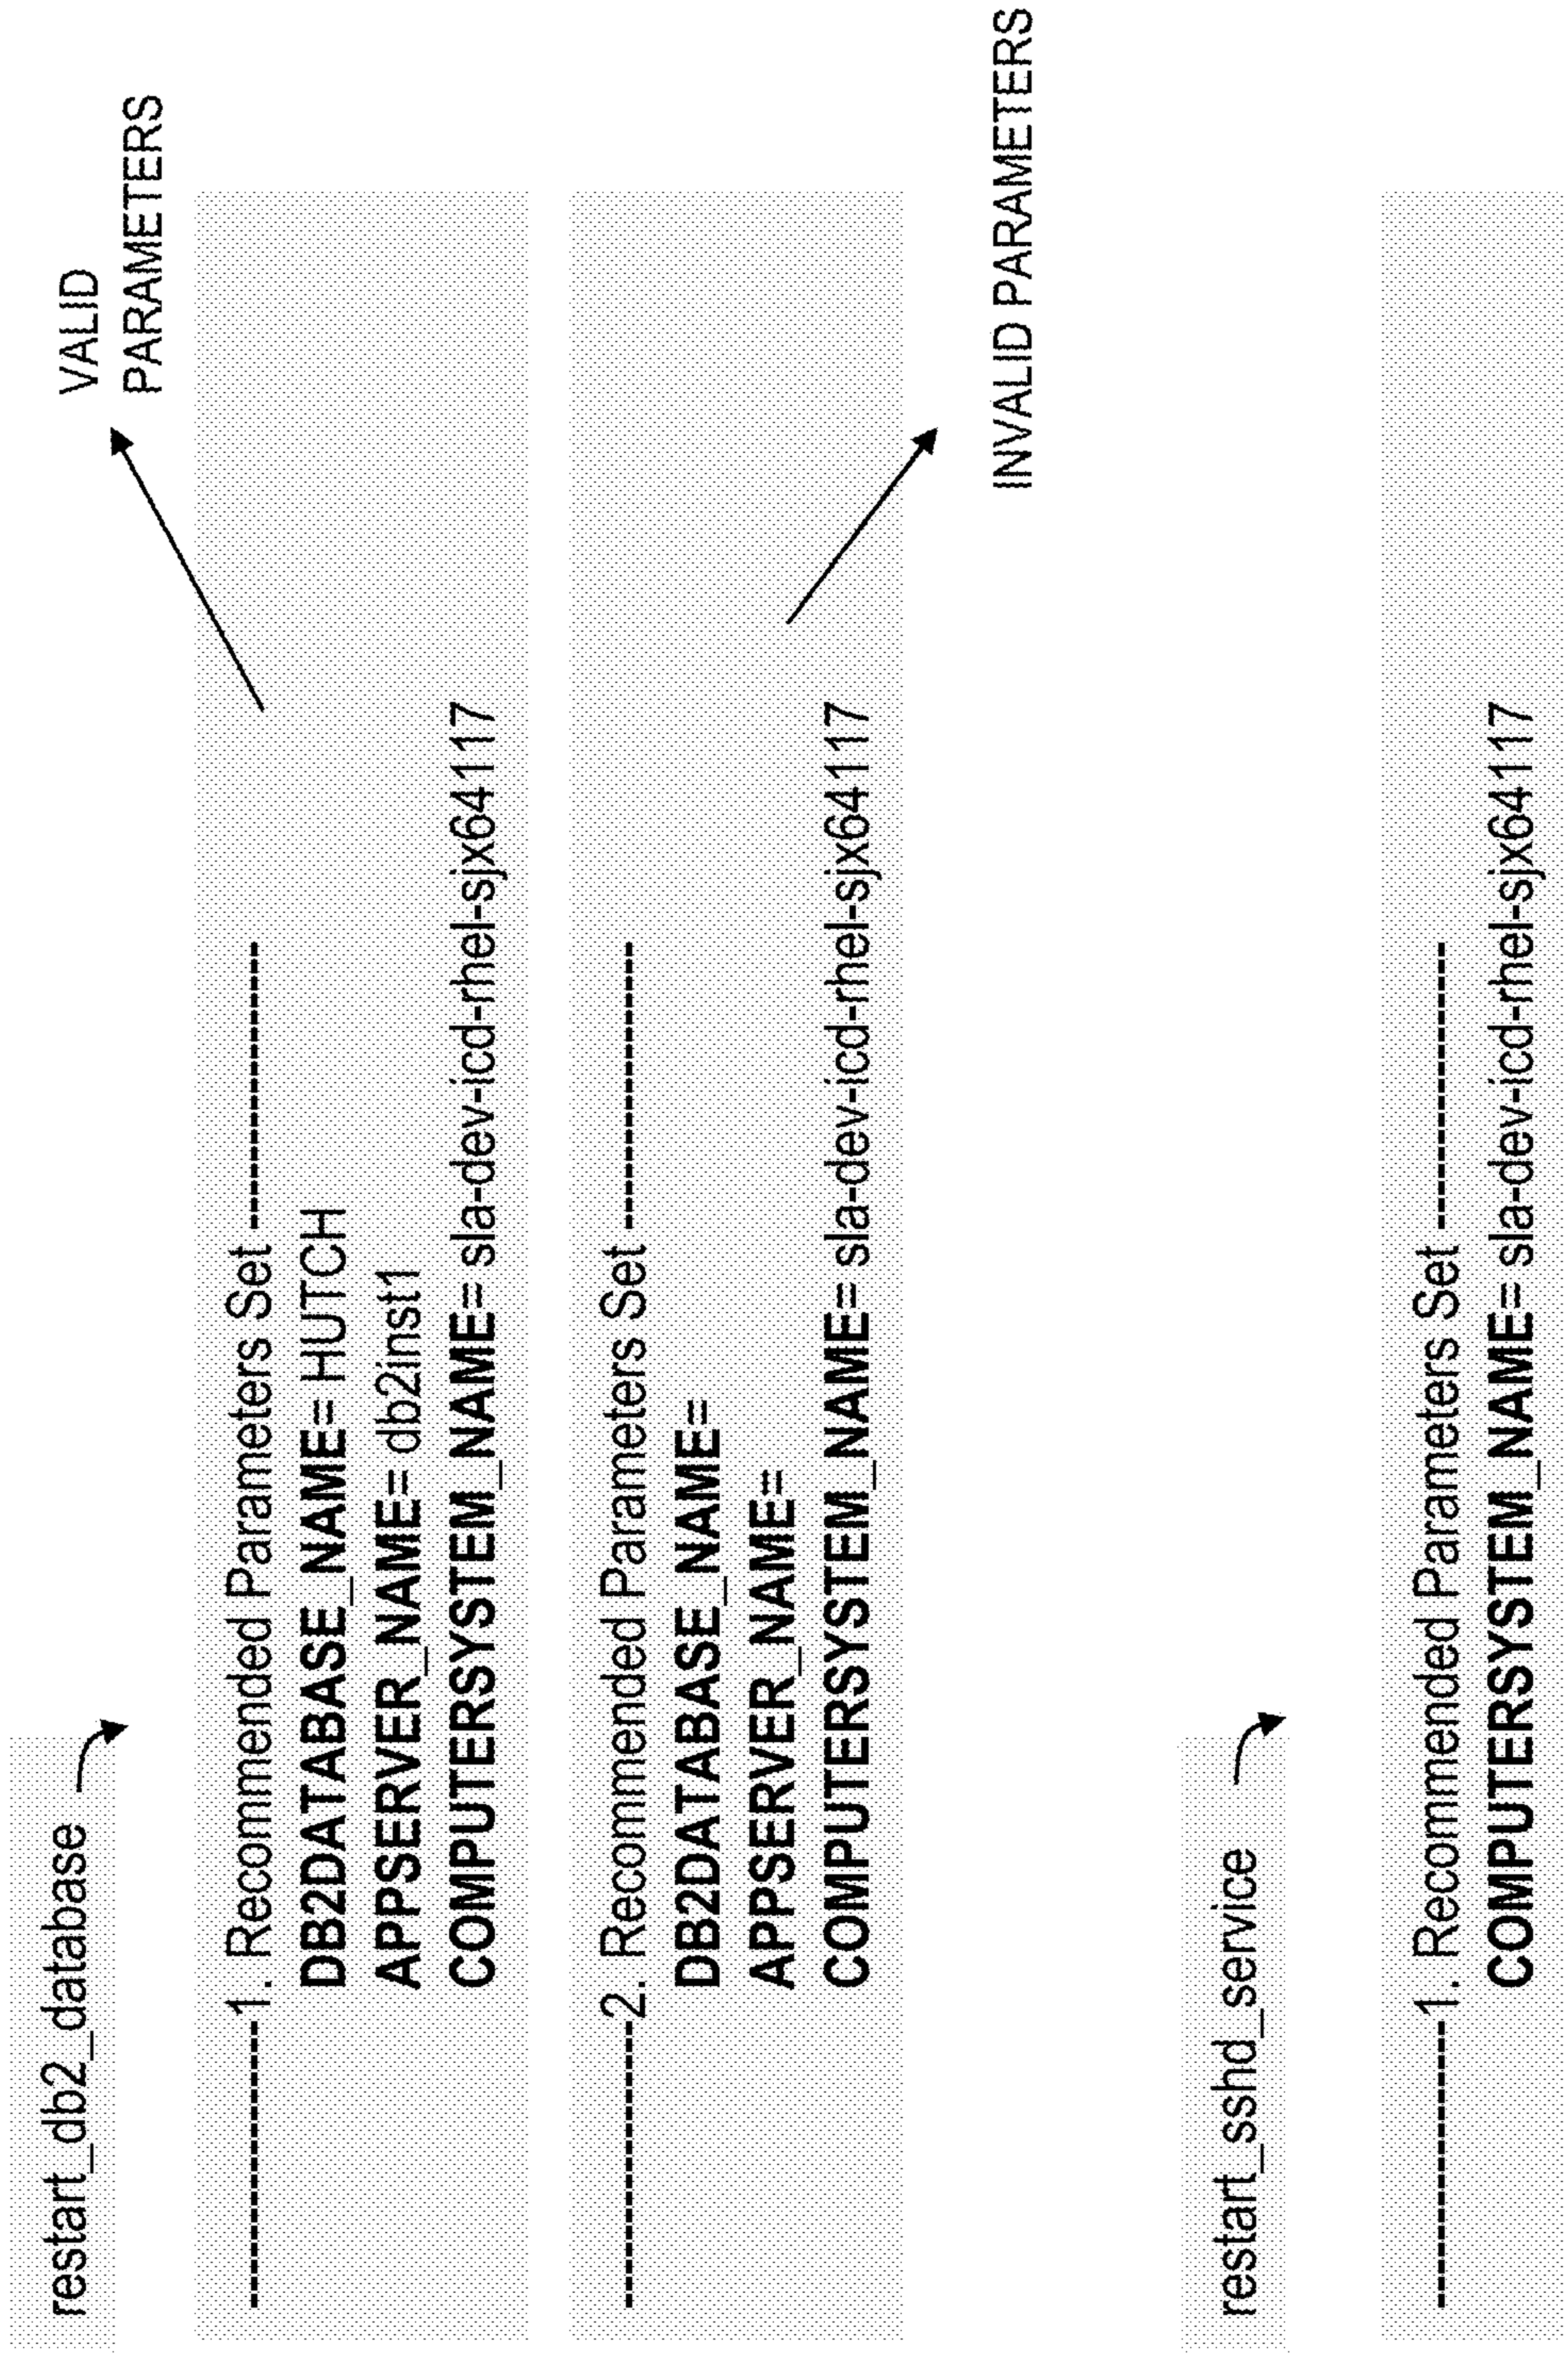 restart_db2_database
VALID
PARAMETERS
----------------1. Recommended Parameters Set ----------------
DB2DATABASE_NAME= HUTCH
APPSERVER_NAME= db2inst1
COMPUTERSYSTEM_NAME= sla-dev-icd-rhel-sjx64117
----------------2. Recommended Parameters Set ----------------
DB2DATABASE_NAME=
APPSERVER_NAME=
COMPUTERSYSTEM_NAME= sla-dev-icd-rhel-sjx64117
INVALID PARAMETERS
restart_sshd_service
----------------1. Recommended Parameters Set ----------------
COMPUTERSYSTEM_NAME= sla-dev-icd-rhel-sjx64117